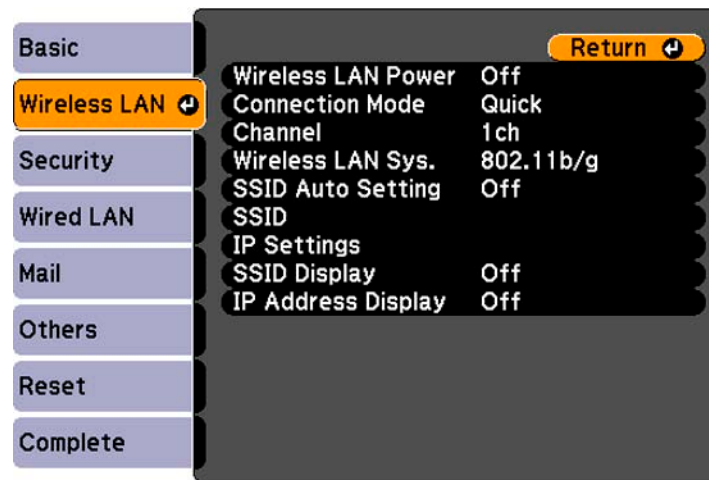 Basic
Wireless LAN
Security
Wired LAN
Mail
Others
Reset
Complete
Return
Wireless LAN Power Off
Connection Mode Quick
Channel 1ch
Wireless LAN Sys. 802.11b/g
SSID Auto Setting Off
SSID
IP Settings
SSID Display Off
IP Address Display Off